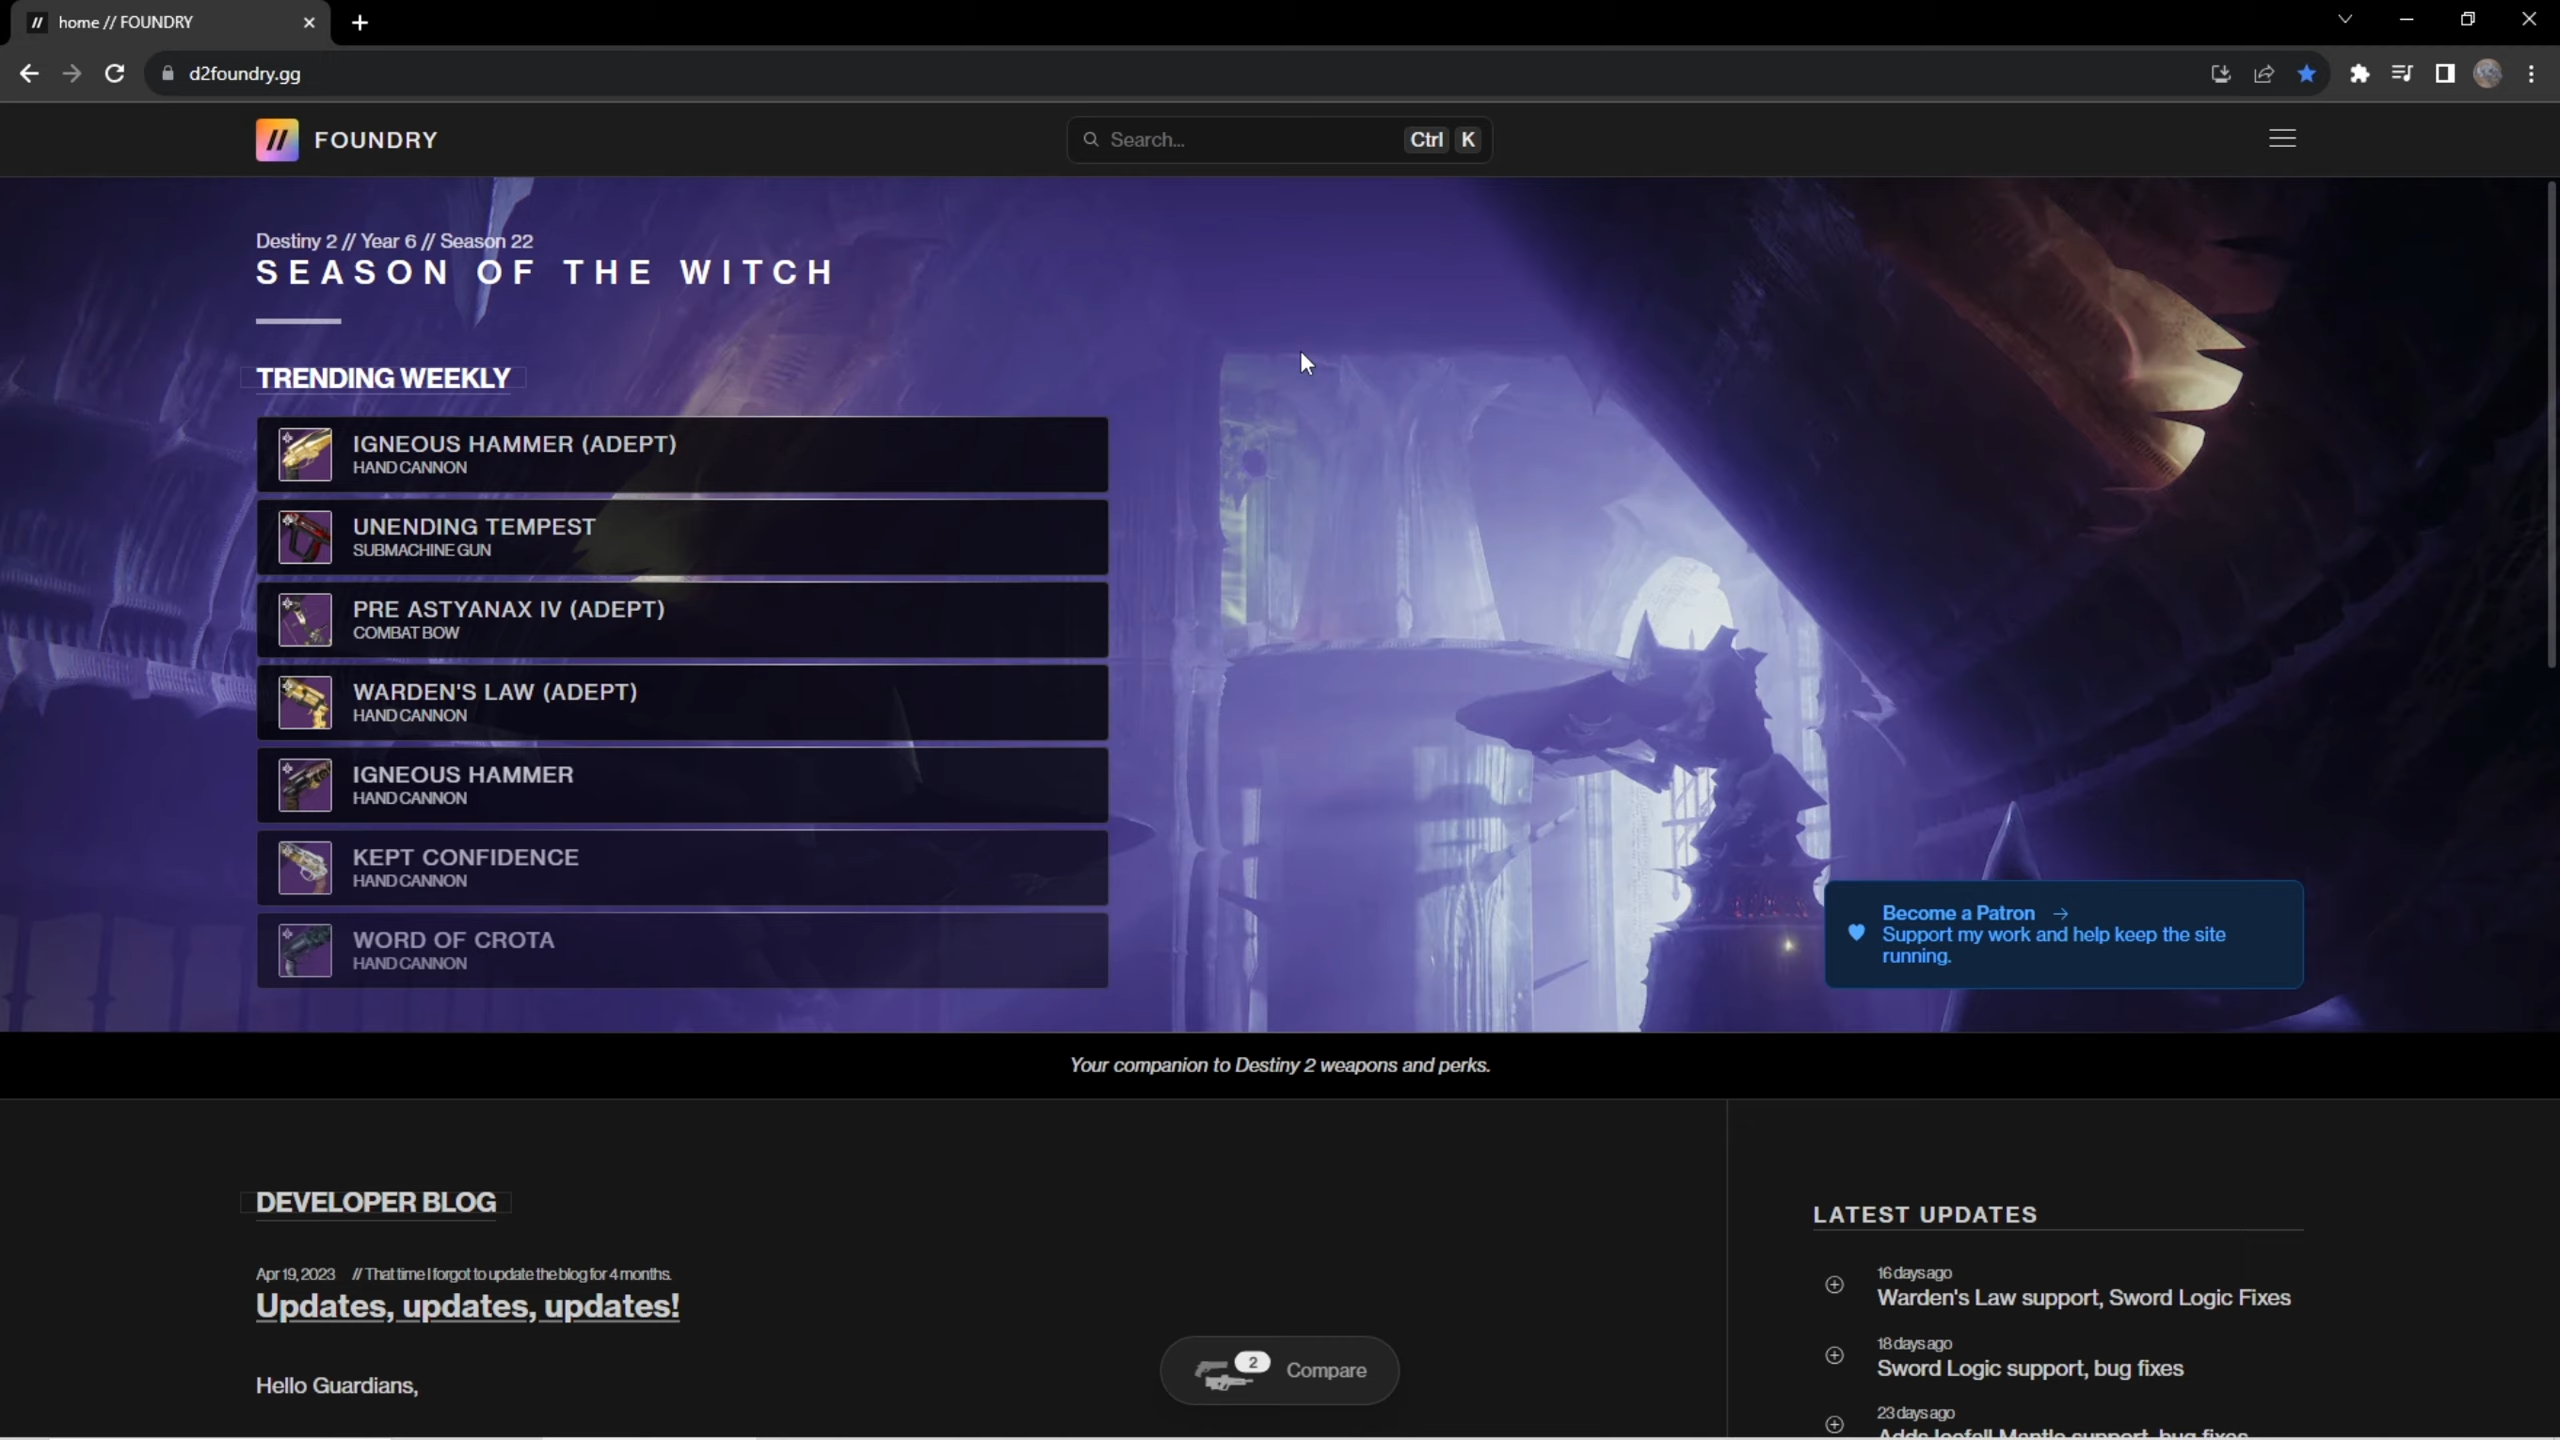 home // FOUNDRY
d2foundry.gg
FOUNDRY
Search...
Ctrl K
Destiny 2 // Year 6 // Season 22
SEASON OF THE WITCH
TRENDING WEEKLY
IGNEOUS HAMMER (ADEPT)
HAND CANNON
UNENDING TEMPEST
SUBMACHINE GUN
PRE ASTYANAX IV (ADEPT)
COMBAT BOW
WARDEN'S LAW (ADEPT)
HAND CANNON
IGNEOUS HAMMER
HAND CANNON
KEPT CONFIDENCE
HAND CANNON
WORD OF CROTA
HAND CANNON
Become a Patron →
Support my work and help keep the site
running.
Your companion to Destiny 2 weapons and perks.
DEVELOPER BLOG
Apr 19, 2023 // That time I forgot to update the blog for 4 months.
Updates, updates, updates!
Hello Guardians,
2 Compare
LATEST UPDATES
16 days ago
Warden's Law support, Sword Logic Fixes
18 days ago
Sword Logic support, bug fixes
23 days ago
Adds Icefall Mantle support, bug fixes